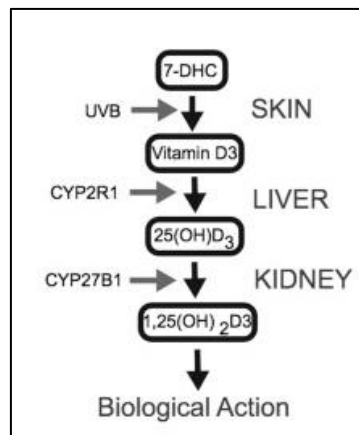 7-DHC
UVB
SKIN
Vitamin D3
CYP2R1
LIVER
25(OH)D3
CYP27B1
KIDNEY
1,25(OH) 2D3
Biological Action